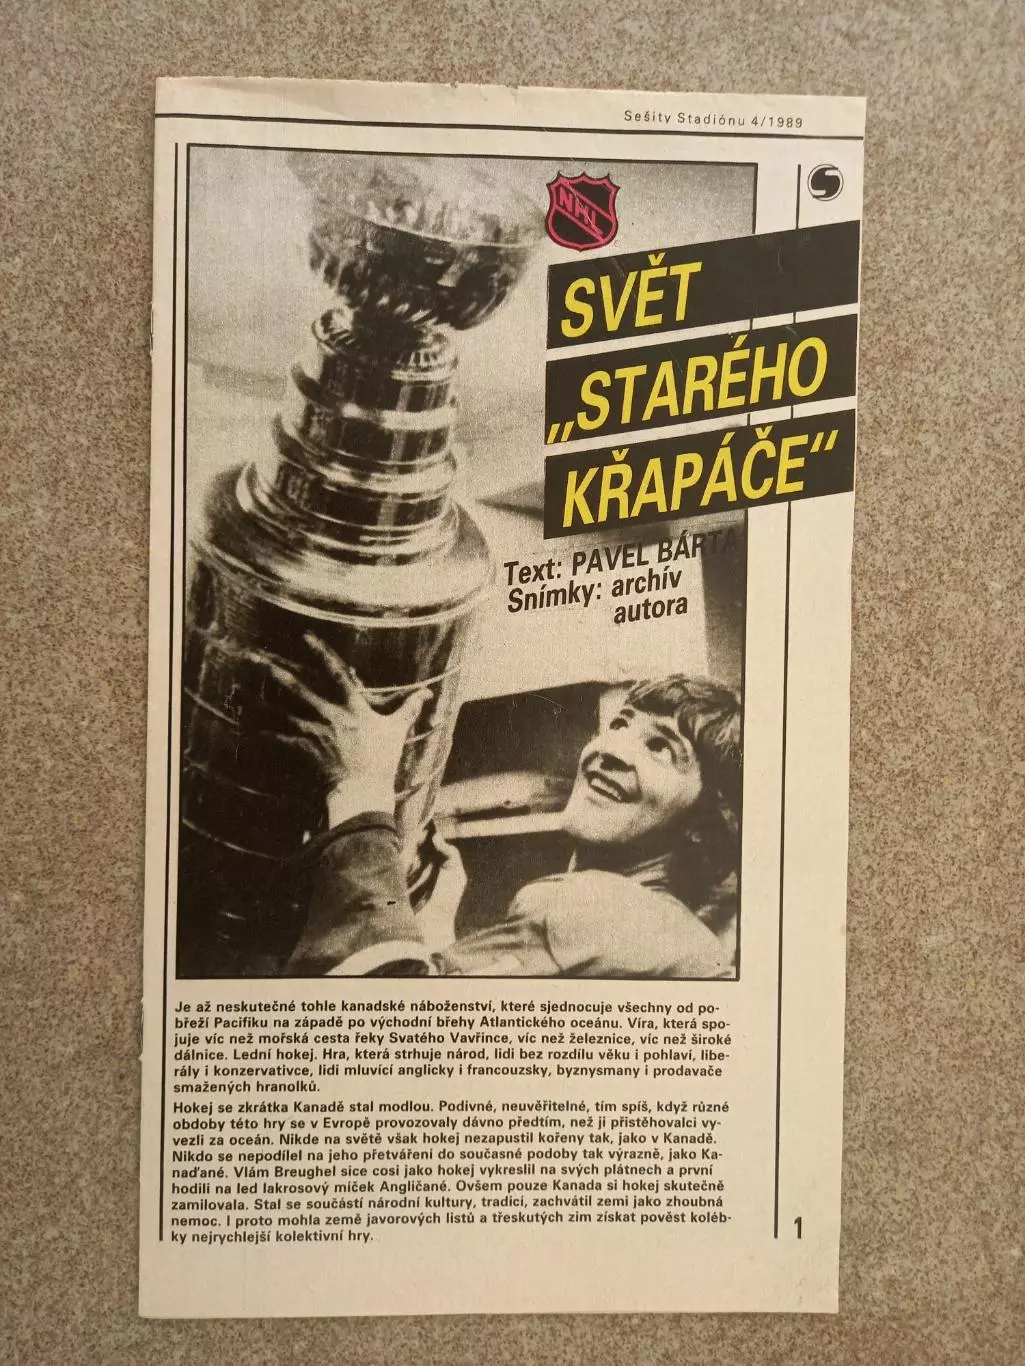 Sešity Stadiónu 4/1989
NHL
S
SVĚT
„STARÉHO
KŘAPÁČE"
Text: PAVEL BÁRTA
Snímky: archív
autora
Je až neskutečné tohle kanadské náboženství, které sjednocuje všechny od po-
břeží Pacifiku na západě po východní břehy Atlantického oceánu. Víra, která spo-
juje víc než mořská cesta řeky Svatého Vavřince, víc než železnice, víc než široké
dálnice. Lední hokej. Hra, která strhuje národ, lidi bez rozdílu věku i pohlaví, libe-
rály i konzervativce, lidi mluvící anglicky i francouzsky, byznysmany i prodavače
smažených hranolků.
Hokej se zkrátka Kanadě stal modlou. Podivné, neuvěřitelné, tím spíš, když různé
obdoby této hry se v Evropě provozovaly dávno předtím, než ji přistěhovalci vy-
vezli za oceán. Nikde na světě však hokej nezapustil kořeny tak, jako v Kanadě.
Nikdo se nepodílel na jeho přetváření do současné podoby tak výrazně, jako Ka-
naďané. Vlám Breughel sice cosi jako hokej vykreslil na svých plátnech a první
hodili na led lakrosový míček Angličané. Ovšem pouze Kanada si hokej skutečně
zamilovala. Stal se součástí národní kultury, tradicí, zachvátil zemi jako zhoubná
nemoc. I proto mohla země javorových listů a třeskutých zim získat pověst koléb-
ky nejrychlejší kolektivní hry.
1